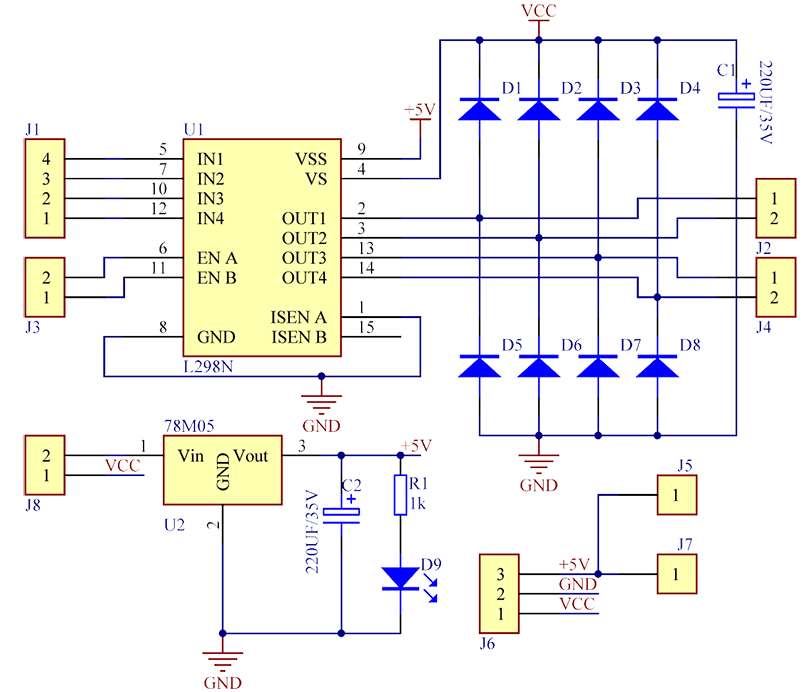 VCC
D1 D2 D3 D4
C1 + 220UF/35V
J1
4
3
2
1
U1
5 IN1 VSS 9 +5V
7 IN2 VS 4
10 IN3
12 IN4 OUT1 2
OUT2 3
6 EN A OUT3 13
11 EN B OUT4 14
ISEN A 1
8 GND ISEN B 15
L298N
2
1
J3
1
2
J2
1
2
J4
D5 D6 D7 D8
GND
GND
78M05
2
1
J8
VCC
1 Vin GND Vout 3 +5V
2
U2
C2 + 220UF/35V
R1
1k
D9
GND
J5
1
J7
1
3 +5V
2 GND
1 VCC
J6